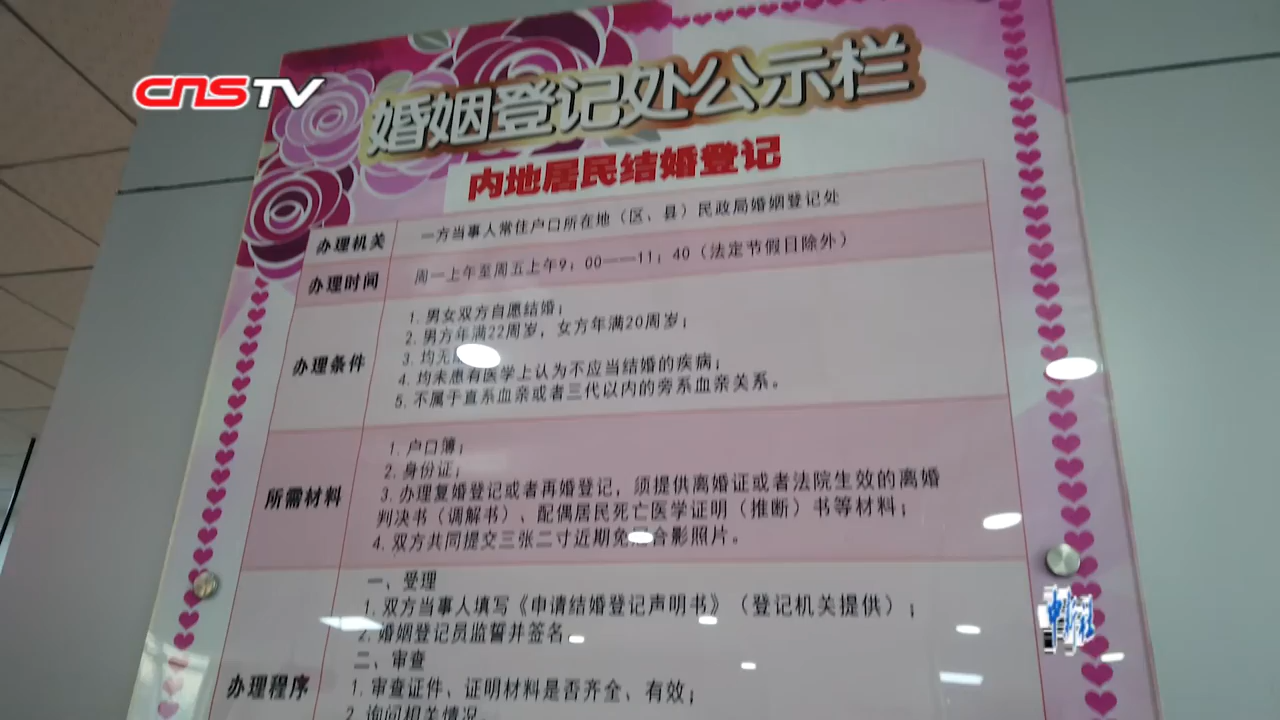 CNSTV
婚姻登记处公示栏
内地居民结婚登记
办理机关
一方当事人常住户口所在地（区、县）民政局婚姻登记处
办理时间
周一上午至周五上午9：00——11：40（法定节假日除外）
办理条件
1. 男女双方自愿结婚；
2. 男方年满22周岁，女方年满20周岁；
3. 均无
4. 均未患有医学上认为不应当结婚的疾病；
5. 不属于直系血亲或者三代以内的旁系血亲关系。
所需材料
1. 户口簿；
2. 身份证；
3. 办理复婚登记或者再婚登记，须提供离婚证或者法院生效的离婚
判决书（调解书）、配偶居民死亡医学证明（推断）书等材料；
4. 双方共同提交三张二寸近期免冠合影照片。
办理程序
一、受理
1. 双方当事人填写《申请结婚登记声明书》（登记机关提供）；
2. 婚姻登记员监誓并签名
二、审查
1. 审查证件、证明材料是否齐全、有效；
2. 询问相关情况。